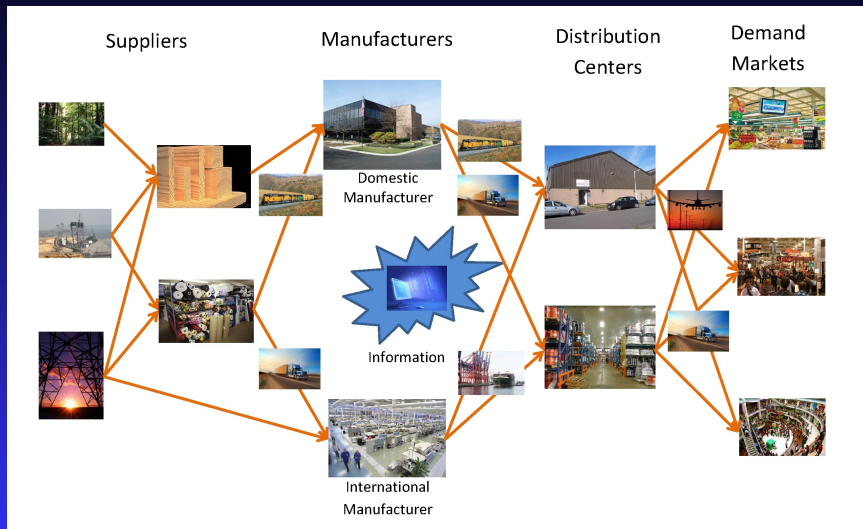 Suppliers
Manufacturers
Distribution
Centers
Demand
Markets
Domestic
Manufacturer
Information
International
Manufacturer